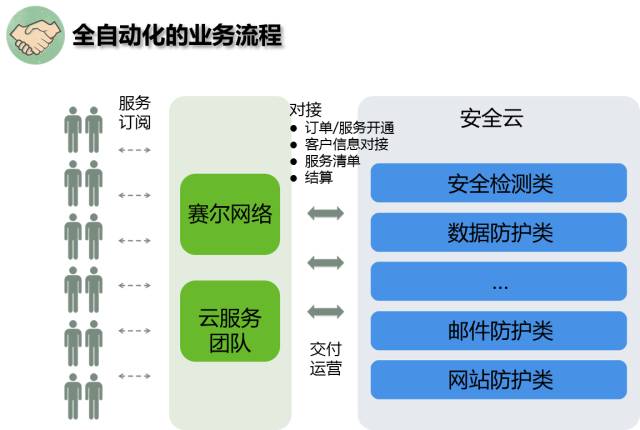 全自动化的业务流程
服务
订阅
赛尔网络
云服务
团队
对接
● 订单/服务开通
● 客户信息对接
● 服务清单
● 结算
交付
运营
安全云
安全检测类
数据防护类
...
邮件防护类
网站防护类